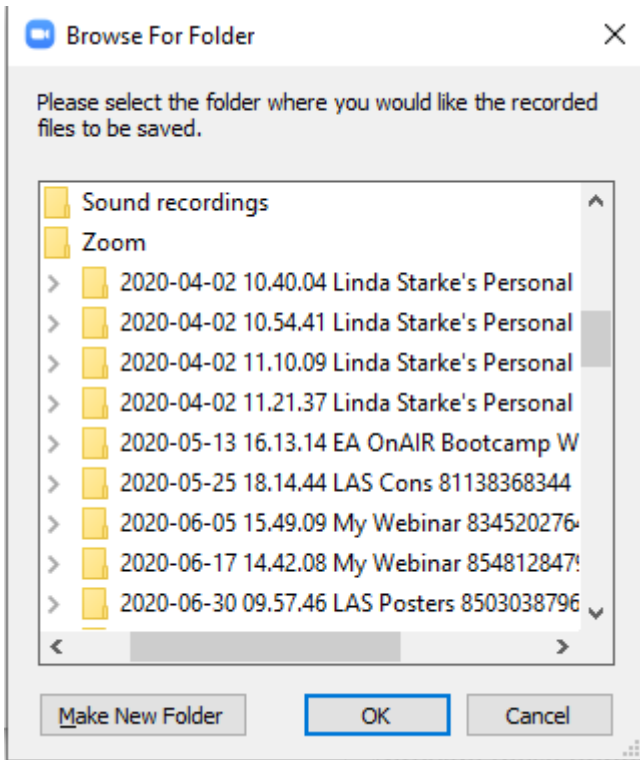 Browse For Folder
Please select the folder where you would like the recorded
files to be saved.
Sound recordings
Zoom
2020-04-02 10.40.04 Linda Starke's Personal
2020-04-02 10.54.41 Linda Starke's Personal
2020-04-02 11.10.09 Linda Starke's Personal
2020-04-02 11.21.37 Linda Starke's Personal
2020-05-13 16.13.14 EA OnAIR Bootcamp W
2020-05-25 18.14.44 LAS Cons 81138368344
2020-06-05 15.49.09 My Webinar 834520276
2020-06-17 14.42.08 My Webinar 854812847
2020-06-30 09.57.46 LAS Posters 8503038796
Make New Folder
OK
Cancel